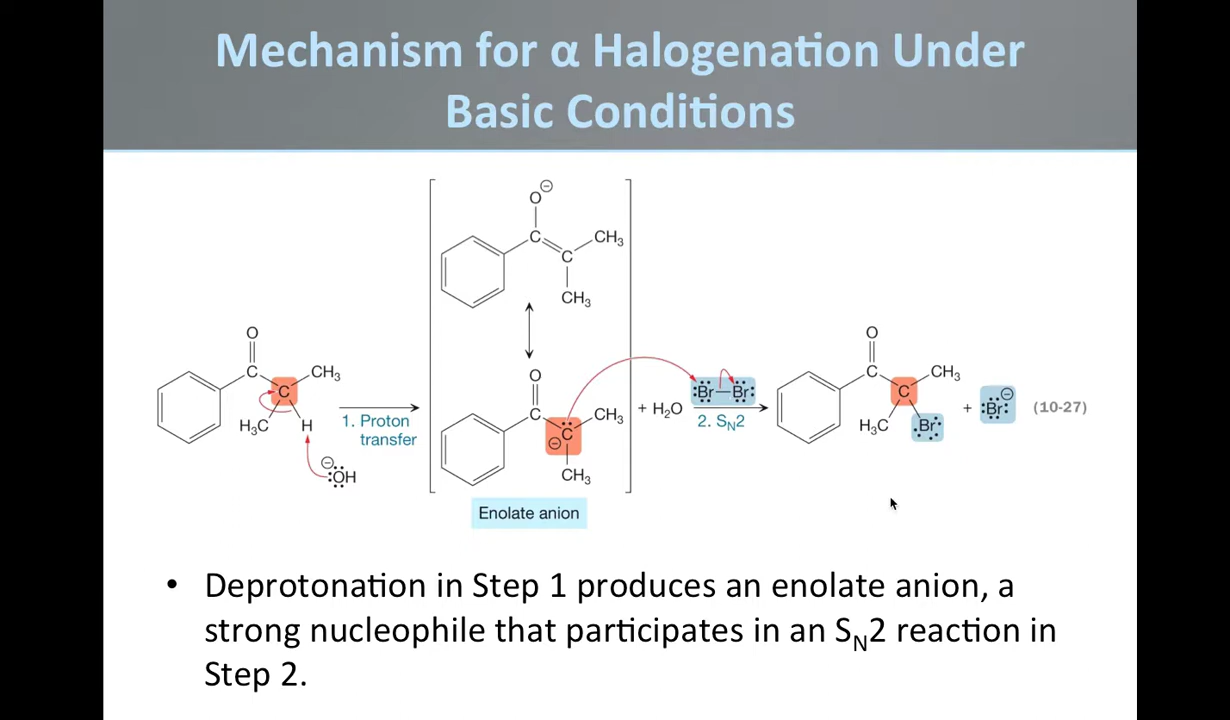 Mechanism for α Halogenation Under
Basic Conditions
O⊖
C
CH₃
C
CH₃
O
C
CH₃
C
H₃C
H
⊖
:ÖH
1. Proton
transfer
O
C
CH₃
⊖C̈
CH₃
Enolate anion
+ H₂O
:Br—Br:
2. Sₙ2
O
C
CH₃
C
H₃C
Br
+ :Br:⊖
(10-27)
• Deprotonation in Step 1 produces an enolate anion, a
strong nucleophile that participates in an Sₙ2 reaction in
Step 2.